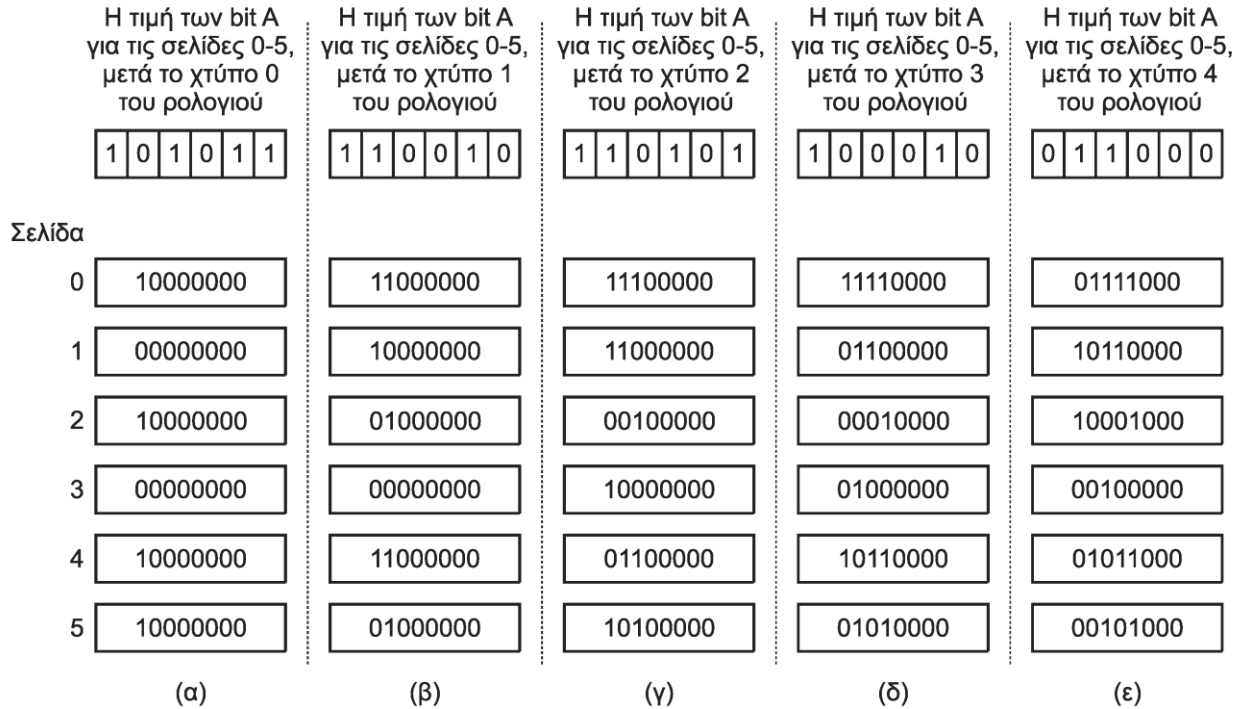 Η τιμή των bit A
για τις σελίδες 0-5,
μετά το χτύπο 0
του ρολογιού
Η τιμή των bit A
για τις σελίδες 0-5,
μετά το χτύπο 1
του ρολογιού
Η τιμή των bit A
για τις σελίδες 0-5,
μετά το χτύπο 2
του ρολογιού
Η τιμή των bit A
για τις σελίδες 0-5,
μετά το χτύπο 3
του ρολογιού
Η τιμή των bit A
για τις σελίδες 0-5,
μετά το χτύπο 4
του ρολογιού
1 0 1 0 1 1 1 1 0 0 1 0 1 1 0 1 0 1 1 0 0 0 1 0 0 1 1 0 0 0
Σελίδα
0 10000000 11000000 11100000 11110000 01111000
1 00000000 10000000 11000000 01100000 10110000
2 10000000 01000000 00100000 00010000 10001000
3 00000000 00000000 10000000 01000000 00100000
4 10000000 11000000 01100000 10110000 01011000
5 10000000 01000000 10100000 01010000 00101000
(α) (β) (γ) (δ) (ε)